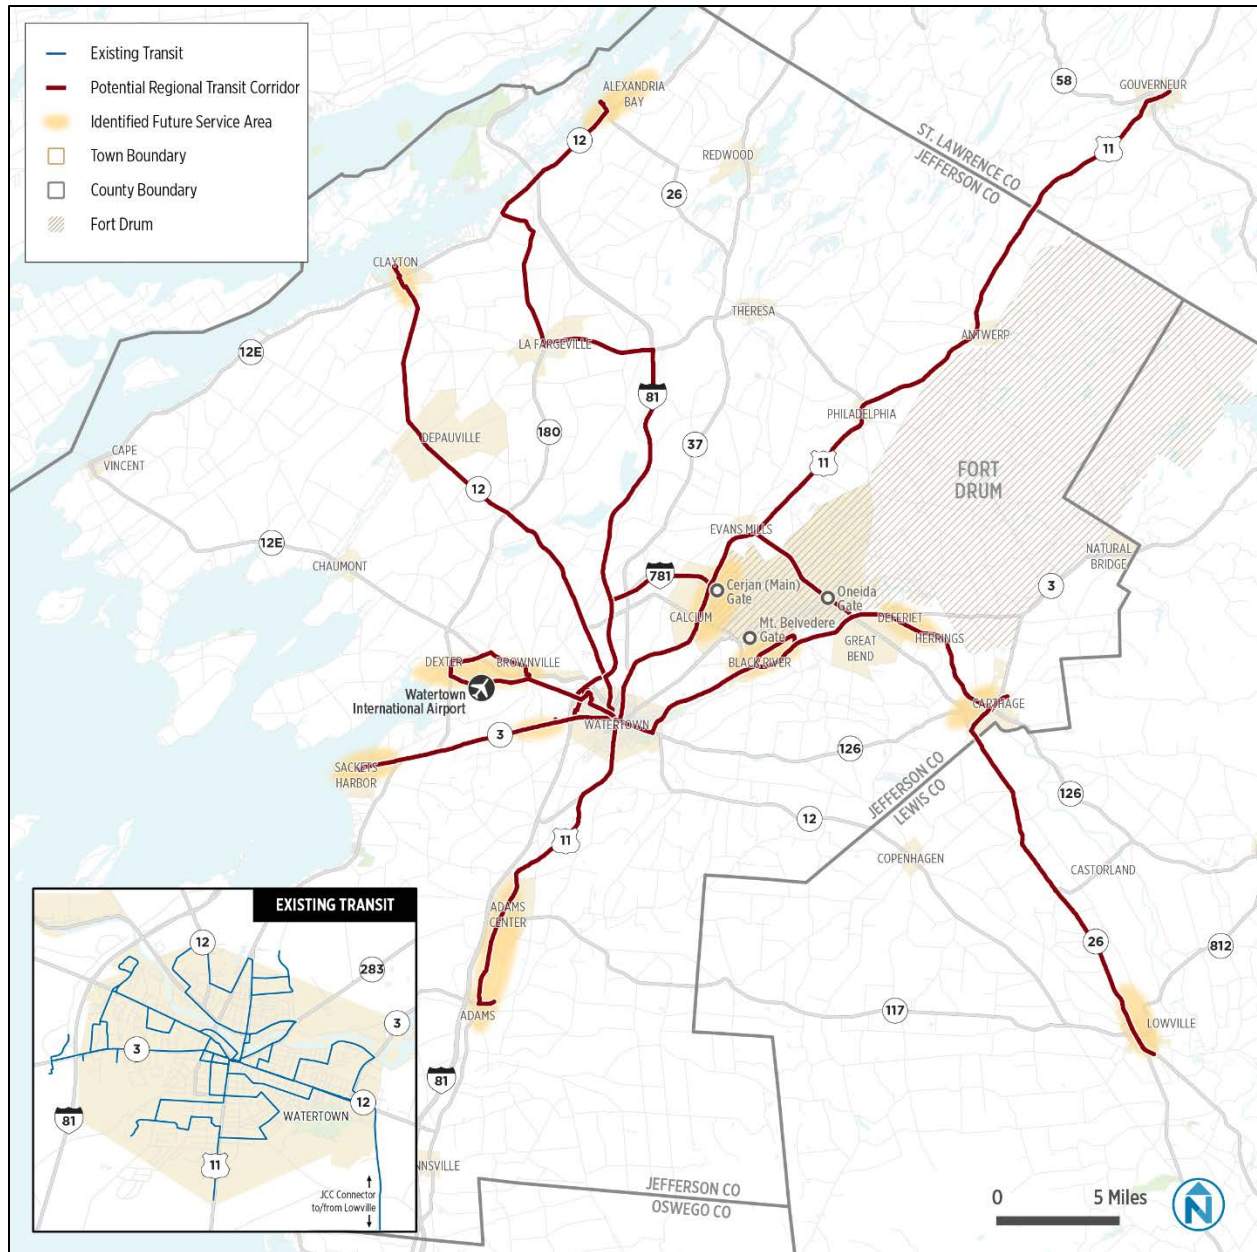 Existing Transit
Potential Regional Transit Corridor
Identified Future Service Area
Town Boundary
County Boundary
Fort Drum
ALEXANDRIA
BAY
58
GOUVERNEUR
12
11
ST. LAWRENCE CO
JEFFERSON CO
REDWOOD
26
CLAYTON
THERESA
12E
LA FARGEVILLE
ANTWERP
81
PHILADELPHIA
180
DEPAUVILLE
37
CAPE
VINCENT
11
FORT
DRUM
12
EVANS MILLS
12E
CHAUMONT
NATURAL
BRIDGE
781
3
Cerjan (Main)
Gate
Oneida
Gate
CALCIUM
DEFERIET
Mt. Belvedere
Gate
HERRINGS
GREAT
BEND
DEXTER
BROWNVILLE
BLACK RIVER
Watertown
International Airport
CARTHAGE
WATERTOWN
3
126
SACKETS
HARBOR
JEFFERSON CO
LEWIS CO
126
12
11
COPENHAGEN
CASTORLAND
ADAMS
CENTER
26
812
ADAMS
117
LOWVILLE
81
NNSVILLE
JEFFERSON CO
OSWEGO CO
0 5 Miles
N
EXISTING TRANSIT
12
283
3
3
12
81
WATERTOWN
11
JCC Connector
to/from Lowville